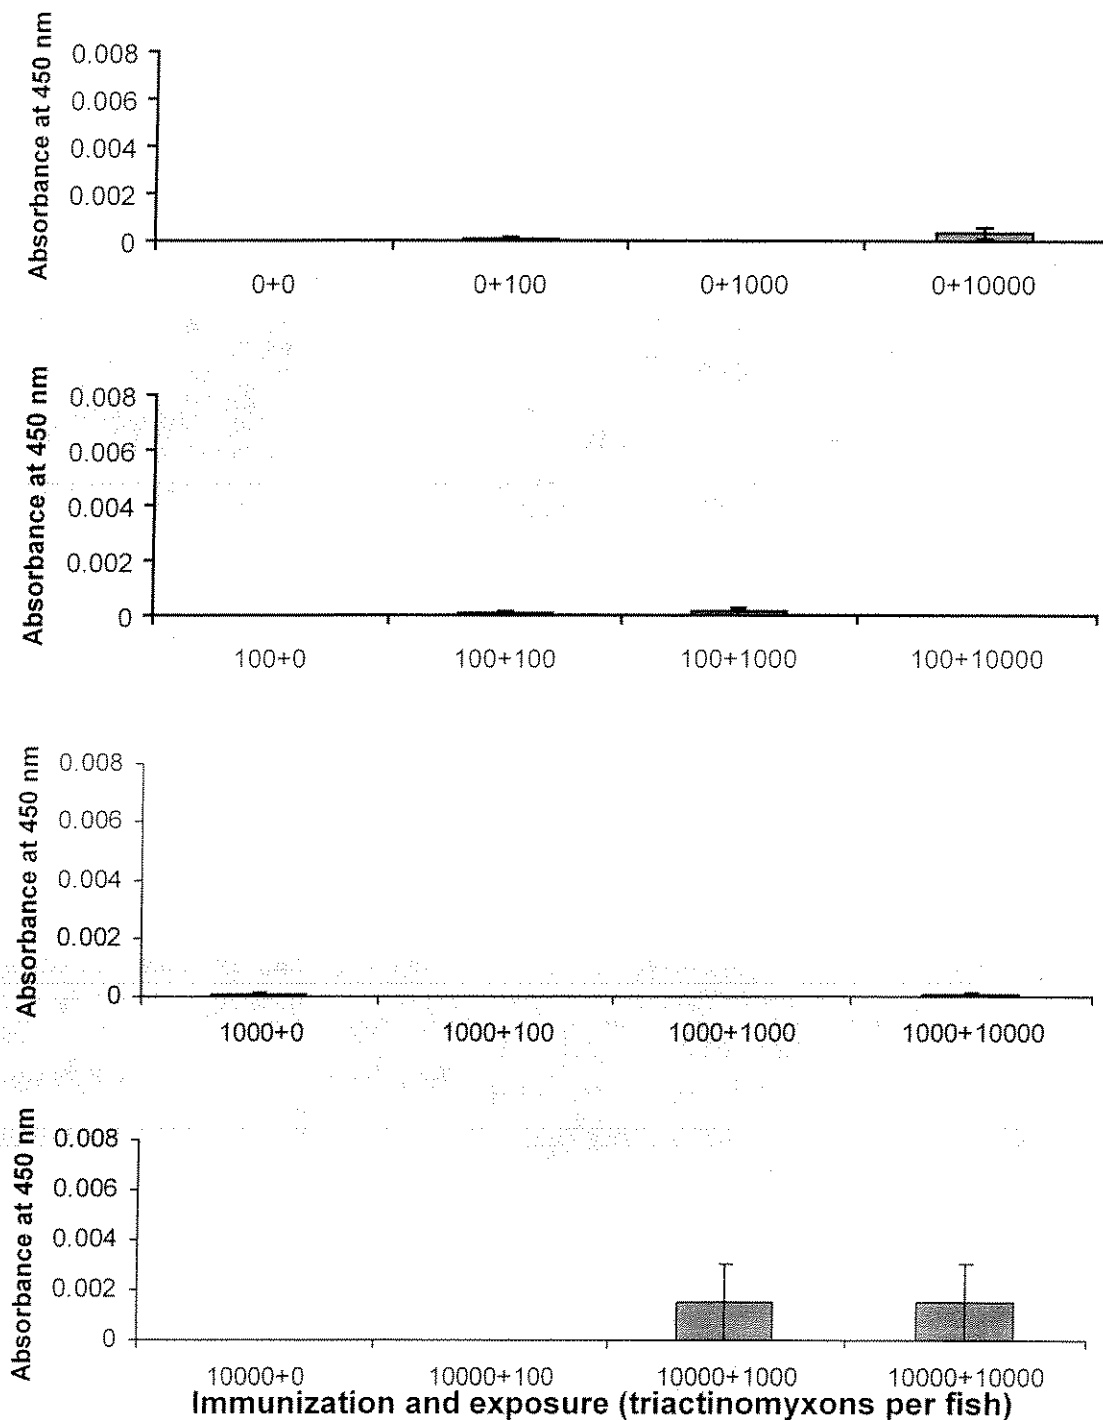 Absorbance at 450 nm
0.008
0.006
0.004
0.002
0
0+0 0+100 0+1000 0+10000
Absorbance at 450 nm
0.008
0.006
0.004
0.002
0
100+0 100+100 100+1000 100+10000
Absorbance at 450 nm
0.008
0.006
0.004
0.002
0
1000+0 1000+100 1000+1000 1000+10000
Absorbance at 450 nm
0.008
0.006
0.004
0.002
0
10000+0 10000+100 10000+1000 10000+10000
Immunization and exposure (triactinomyxons per fish)